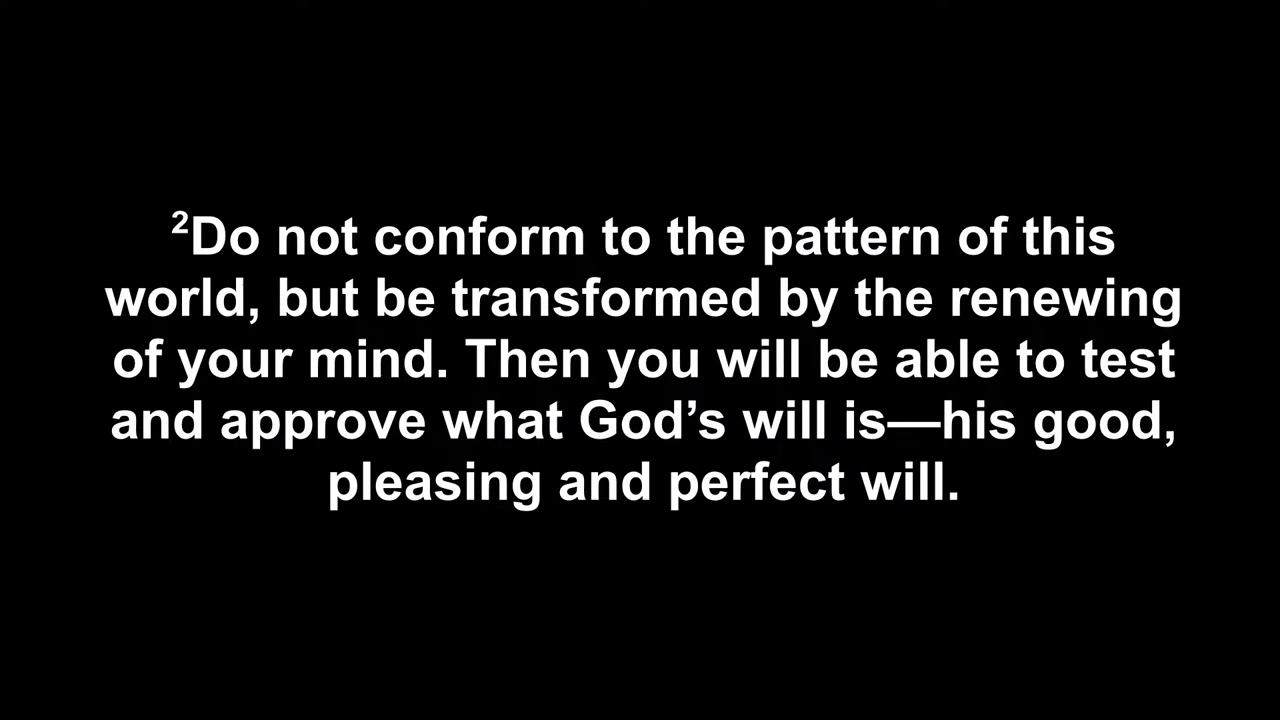 ²Do not conform to the pattern of this
world, but be transformed by the renewing
of your mind. Then you will be able to test
and approve what God’s will is—his good,
pleasing and perfect will.